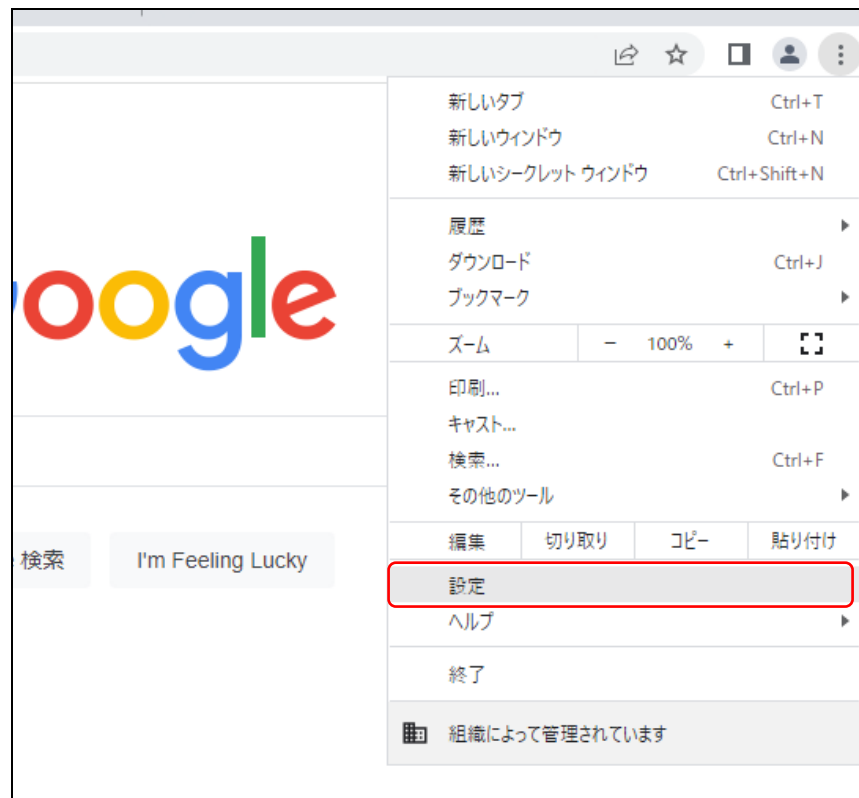 新しいタブ Ctrl+T
新しいウィンドウ Ctrl+N
新しいシークレット ウィンドウ Ctrl+Shift+N
履歴
ダウンロード Ctrl+J
ブックマーク
oogle
ズーム － 100% +
印刷... Ctrl+P
キャスト...
検索... Ctrl+F
その他のツール
編集 切り取り コピー 貼り付け
検索 I'm Feeling Lucky
設定
ヘルプ
終了
組織によって管理されています